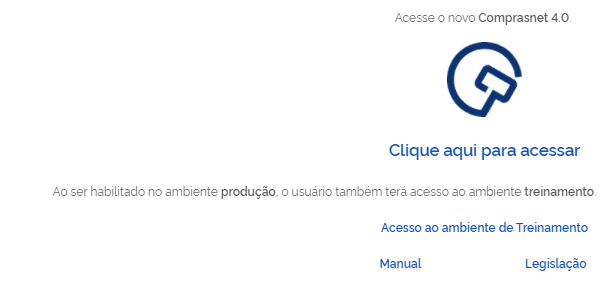 Acesse o novo Comprasnet 4.0.
Clique aqui para acessar
Ao ser habilitado no ambiente produção, o usuário também terá acesso ao ambiente treinamento.
Acesso ao ambiente de Treinamento
Manual
Legislação